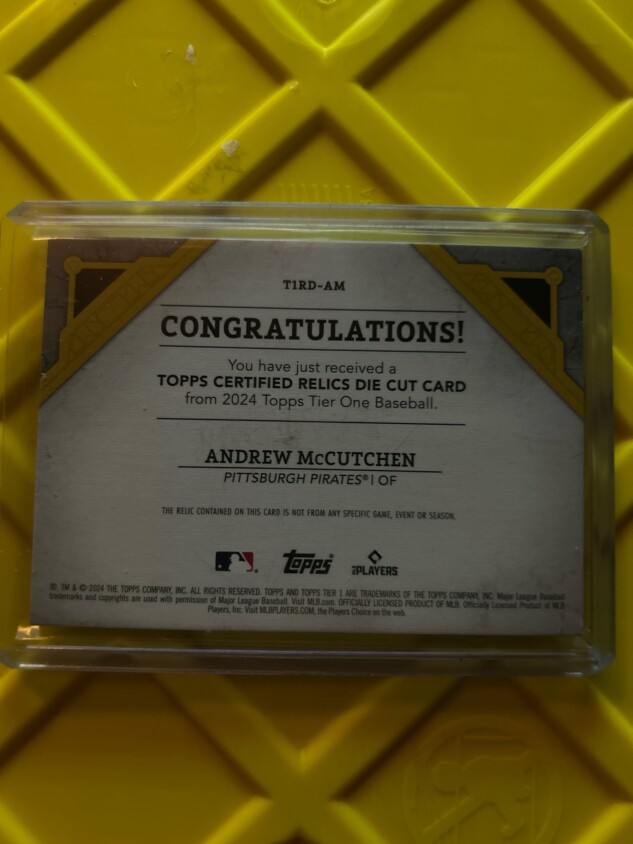 T1RD-AM
CONGRATULATIONS!
You have just received a
TOPPS CERTIFIED RELICS DIE CUT CARD
from 2024 Topps Tier One Baseball.
ANDREW McCUTCHEN
PITTSBURGH PIRATES® | OF
THE RELIC CONTAINED ON THIS CARD IS NOT FROM ANY SPECIFIC GAME, EVENT OR SEASON.
topps® PLAYERS
®, TM & © 2024 THE TOPPS COMPANY, INC. ALL RIGHTS RESERVED. TOPPS AND TOPPS TIER 1 ARE TRADEMARKS OF THE TOPPS COMPANY, INC. Major League Baseball
trademarks and copyrights are used with permission of Major League Baseball. Visit MLB.com. OFFICIALLY LICENSED PRODUCT OF MLB. Officially Licensed Product of MLB
Players, Inc. Visit MLBPLAYERS.COM, the Players Choice on the web.